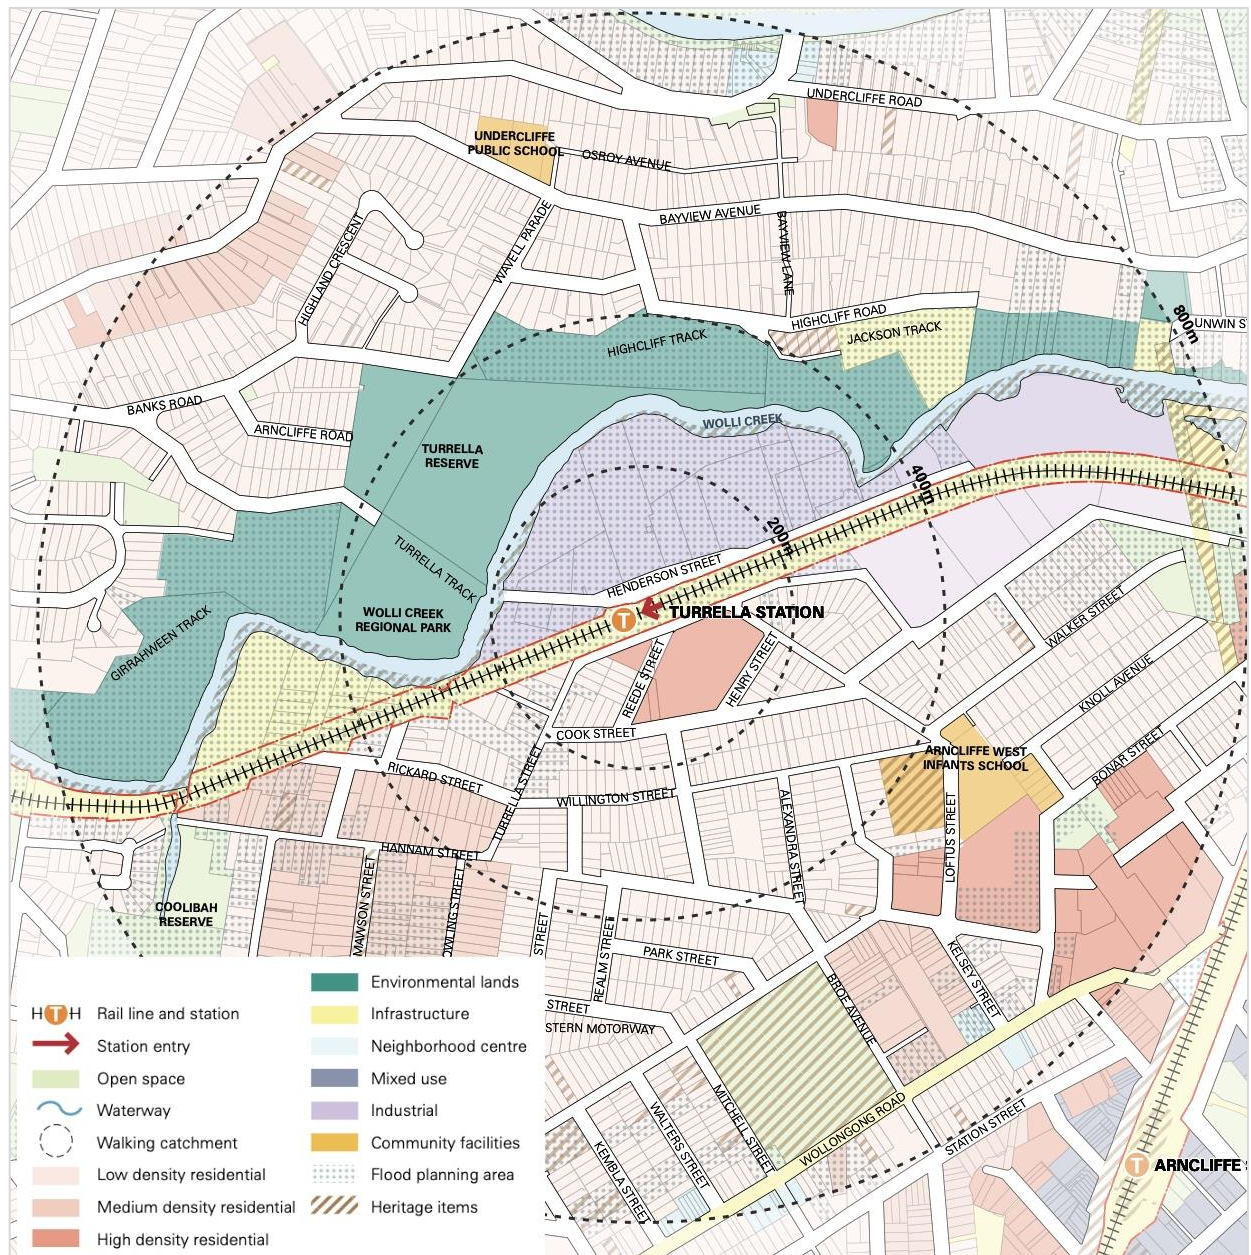 UNDERCLIFFE ROAD
UNDERCLIFFE
PUBLIC SCHOOL
OSROY AVENUE
BAYVIEW AVENUE
BAYVIEW LANE
WAVELL PARADE
HIGHLAND CRESCENT
HIGHCLIFF ROAD
JACKSON TRACK
HIGHCLIFF TRACK
800m
UNWIN S
BANKS ROAD
ARNCLIFFE ROAD
WOLLI CREEK
TURRELLA
RESERVE
400m
200m
TURRELLA TRACK
HENDERSON STREET
T
TURRELLA STATION
WOLLI CREEK
REGIONAL PARK
GIRRAHWEEN TRACK
WALKER STREET
REEDE STREET
HENRY STREET
KNOLL AVENUE
COOK STREET
ARNCLIFFE WEST
INFANTS SCHOOL
BONAR STREET
RICKARD STREET
TURRELLA STREET
WILLINGTON STREET
ALEXANDRA STREET
LOFTUS STREET
HANNAM STREET
MAWSON STREET
OWLING STREET
COOLIBAH
RESERVE
STREET
REALM STREET
PARK STREET
KELSEY STREET
BROE AVENUE
STREET
STERN MOTORWAY
MITCHELL STREET
WALTERS STREET
KEMBLA STREET
WOLLONGONG ROAD
STATION STREET
T
ARNCLIFFE
H T H Rail line and station
Station entry
Open space
Waterway
Walking catchment
Low density residential
Medium density residential
High density residential
Environmental lands
Infrastructure
Neighborhood centre
Mixed use
Industrial
Community facilities
Flood planning area
Heritage items